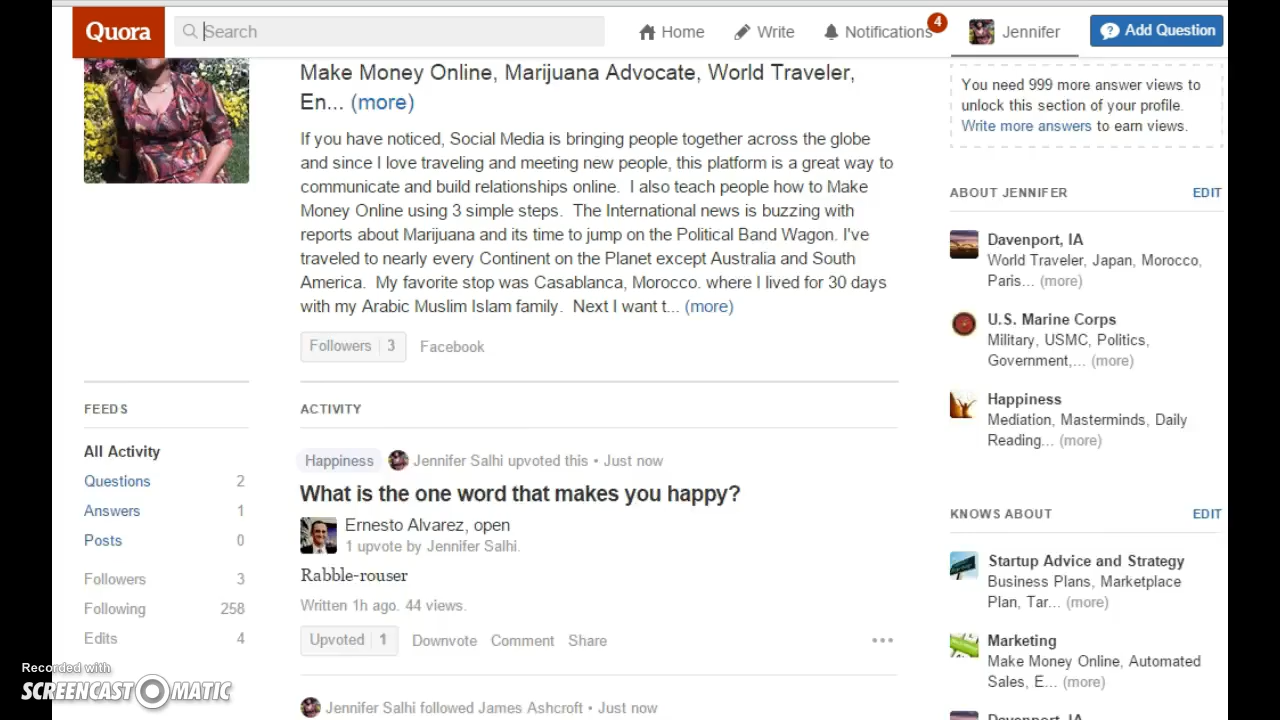 Quora
Search
Home
Write
Notifications
4
Jennifer
Add Question
Make Money Online, Marijuana Advocate, World Traveler,
En... (more)
If you have noticed, Social Media is bringing people together across the globe
and since I love traveling and meeting new people, this platform is a great way to
communicate and build relationships online.  I also teach people how to Make
Money Online using 3 simple steps.  The International news is buzzing with
reports about Marijuana and its time to jump on the Political Band Wagon. I've
traveled to nearly every Continent on the Planet except Australia and South
America.  My favorite stop was Casablanca, Morocco. where I lived for 30 days
with my Arabic Muslim Islam family.  Next I want t... (more)
Followers 3
Facebook
FEEDS
All Activity
Questions 2
Answers 1
Posts 0
Followers 3
Following 258
Edits 4
ACTIVITY
Happiness Jennifer Salhi upvoted this • Just now
What is the one word that makes you happy?
Ernesto Alvarez, open
1 upvote by Jennifer Salhi.
Rabble-rouser
Written 1h ago. 44 views.
Upvoted 1 Downvote Comment Share •••
Jennifer Salhi followed James Ashcroft • Just now
You need 999 more answer views to
unlock this section of your profile.
Write more answers to earn views.
ABOUT JENNIFER EDIT
Davenport, IA
World Traveler, Japan, Morocco,
Paris... (more)
U.S. Marine Corps
Military, USMC, Politics,
Government,... (more)
Happiness
Mediation, Masterminds, Daily
Reading... (more)
KNOWS ABOUT EDIT
Startup Advice and Strategy
Business Plans, Marketplace
Plan, Tar... (more)
Marketing
Make Money Online, Automated
Sales, E... (more)
Davenport, IA
Recorded with
SCREENCAST-O-MATIC